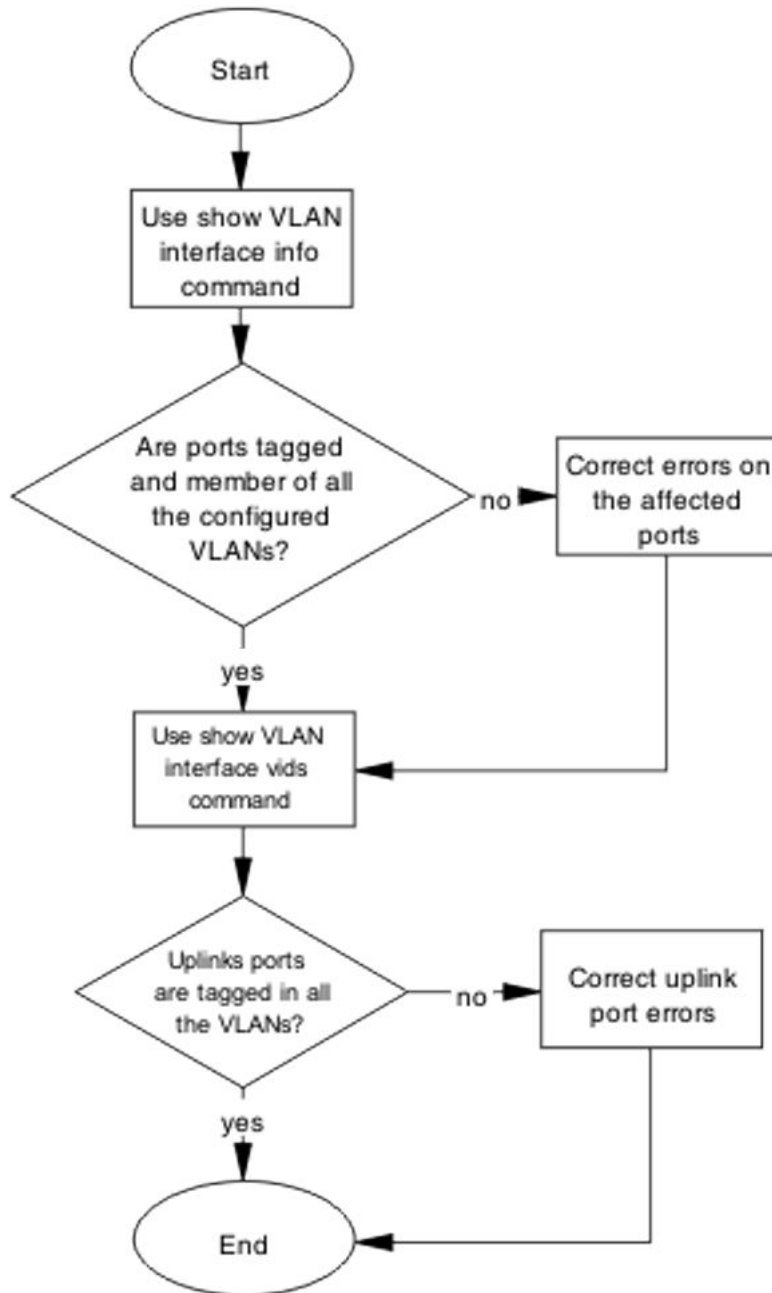 Start
Use show VLAN
interface info
command
Are ports tagged
and member of all
the configured
VLANs?
no
Correct errors on
the affected
ports
yes
Use show VLAN
interface vids
command
Uplinks ports
are tagged in all
the VLANs?
no
Correct uplink
port errors
yes
End